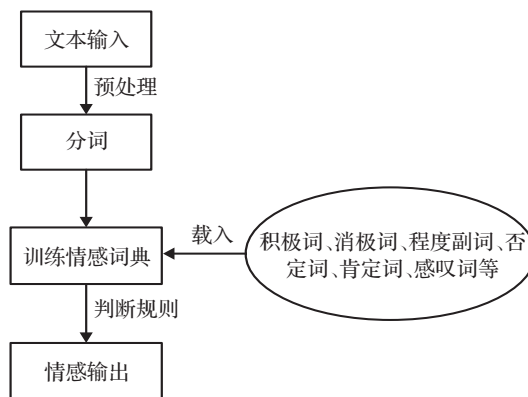 文本输入
预处理
分词
训练情感词典
载入
积极词、消极词、程度副词、否
定词、肯定词、感叹词等
判断规则
情感输出